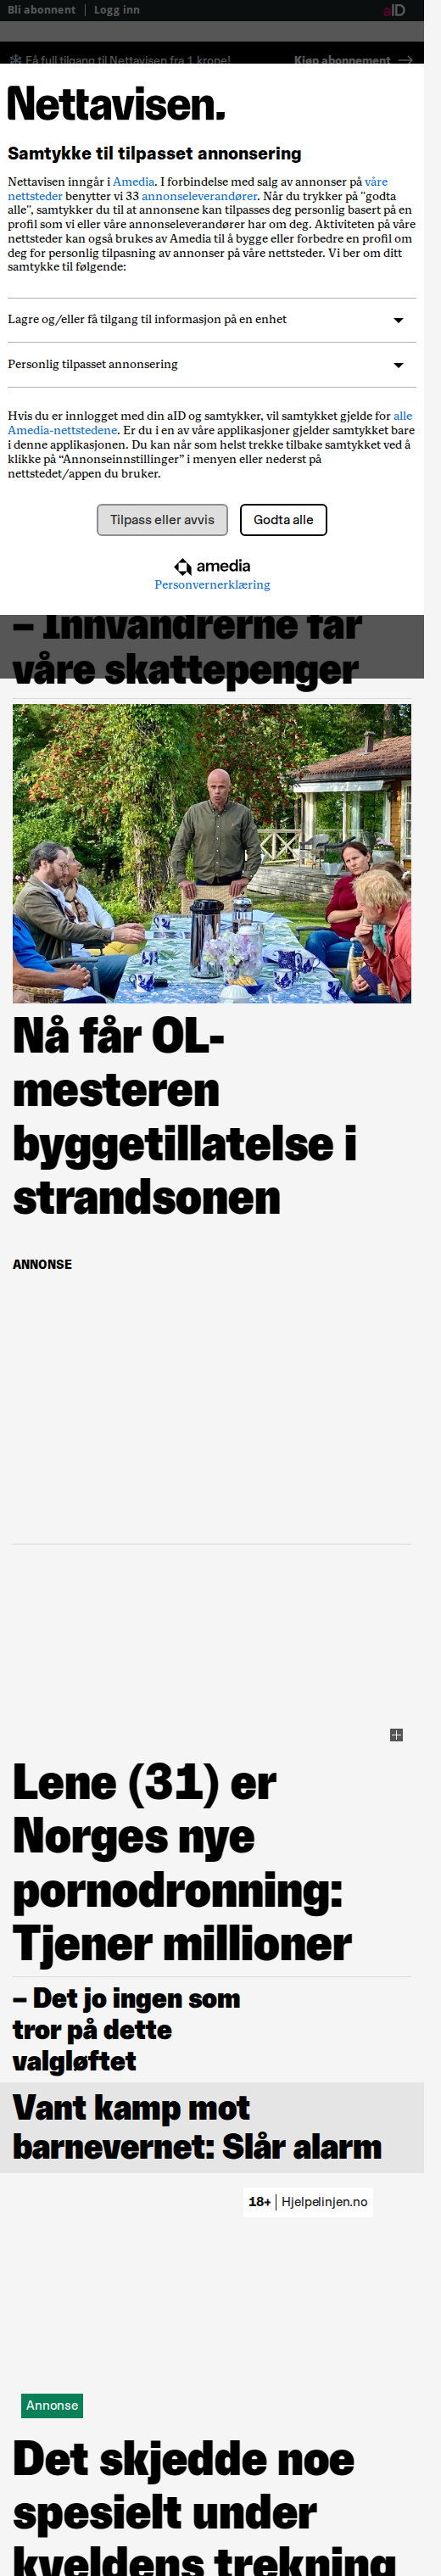 Bli abonnent | Logg inn
aID
Få full tilgang til Nettavisen fra 1 krone!
Kjøp abonnement
Nettavisen.
Samtykke til tilpasset annonsering
Nettavisen inngår i Amedia. I forbindelse med salg av annonser på våre
nettsteder benytter vi 33 annonseleverandører. Når du trykker på "godta
alle", samtykker du til at annonsene kan tilpasses deg personlig basert på en
profil som vi eller våre annonseleverandører har om deg. Aktiviteten på våre
nettsteder kan også brukes av Amedia til å bygge eller forbedre en profil om
deg for personlig tilpasning av annonser på våre nettsteder. Vi ber om ditt
samtykke til følgende:
Lagre og/eller få tilgang til informasjon på en enhet
Personlig tilpasset annonsering
Hvis du er innlogget med din aID og samtykker, vil samtykket gjelde for alle
Amedia-nettstedene. Er du i en av våre applikasjoner gjelder samtykket bare
i denne applikasjonen. Du kan når som helst trekke tilbake samtykket ved å
klikke på “Annonseinnstillinger” i menyen eller nederst på
nettstedet/appen du bruker.
Tilpass eller avvis
Godta alle
amedia
Personvernerklæring
– Innvandrerne får
våre skattepenger
Nå får OL-
mesteren
byggetillatelse i
strandsonen
ANNONSE
Lene (31) er
Norges nye
pornodronning:
Tjener millioner
– Det jo ingen som
tror på dette
valgløftet
Vant kamp mot
barnevernet: Slår alarm
18+ | Hjelpelinjen.no
Annonse
Det skjedde noe
spesielt under
kveldens trekning